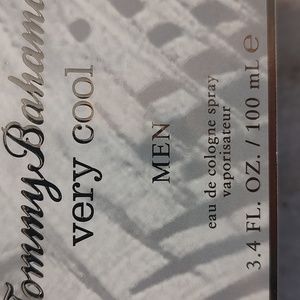 Tommy Bahama
very cool
MEN
eau de cologne spray
vaporisateur
3.4 FL. OZ. / 100 mL ℮